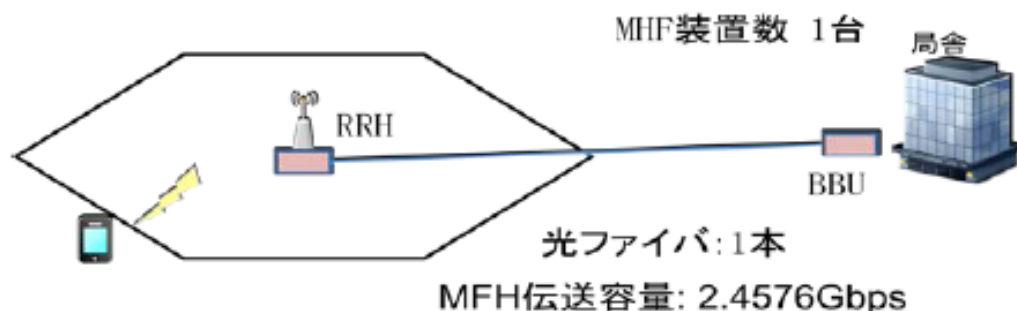 MHF装置数 1台
局舎
RRH
BBU
光ファイバ:1本
MFH伝送容量: 2.4576Gbps